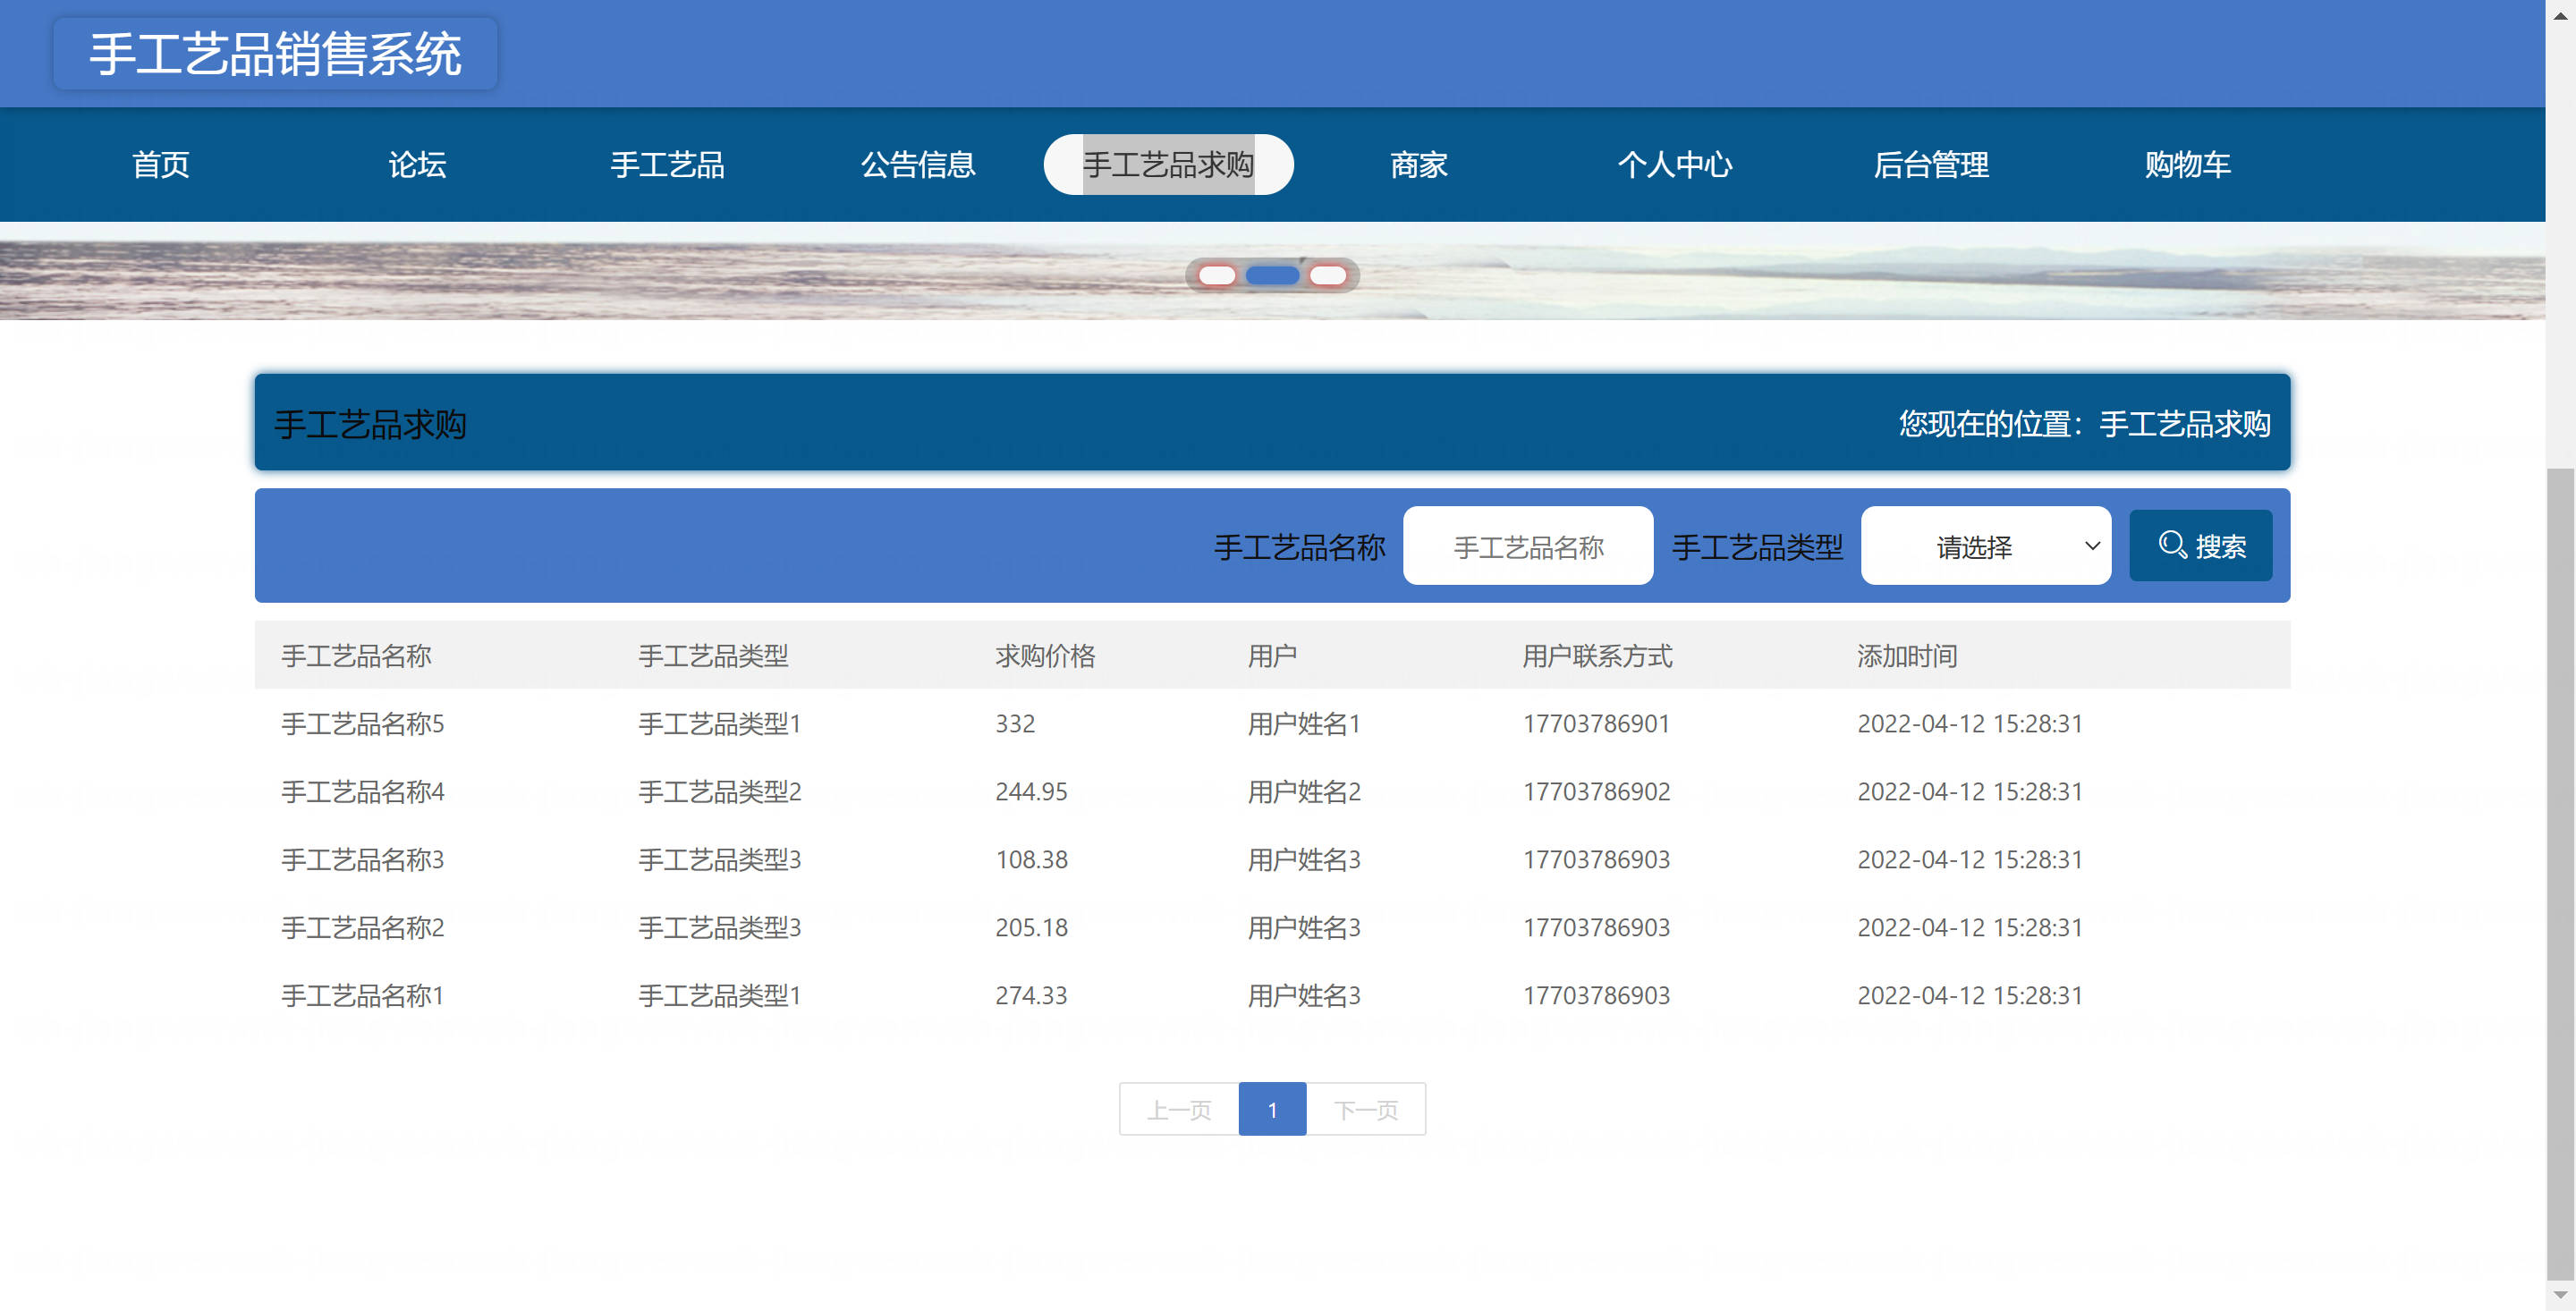 手工艺品销售系统
首页 论坛 手工艺品 公告信息 手工艺品求购 商家 个人中心 后台管理 购物车
手工艺品求购 您现在的位置：手工艺品求购
手工艺品名称 手工艺品名称 手工艺品类型 请选择 搜索
手工艺品名称 手工艺品类型 求购价格 用户 用户联系方式 添加时间
手工艺品名称5 手工艺品类型1 332 用户姓名1 17703786901 2022-04-12 15:28:31
手工艺品名称4 手工艺品类型2 244.95 用户姓名2 17703786902 2022-04-12 15:28:31
手工艺品名称3 手工艺品类型3 108.38 用户姓名3 17703786903 2022-04-12 15:28:31
手工艺品名称2 手工艺品类型3 205.18 用户姓名3 17703786903 2022-04-12 15:28:31
手工艺品名称1 手工艺品类型1 274.33 用户姓名3 17703786903 2022-04-12 15:28:31
上一页 1 下一页